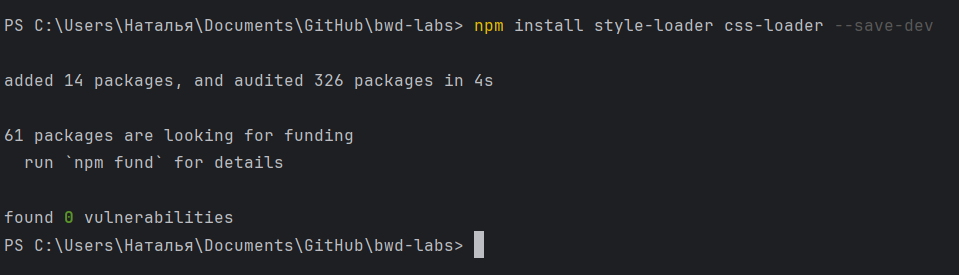 PS C:\Users\Наталья\Documents\GitHub\bwd-labs> npm install style-loader css-loader --save-dev
added 14 packages, and audited 326 packages in 4s
61 packages are looking for funding
  run `npm fund` for details
found 0 vulnerabilities
PS C:\Users\Наталья\Documents\GitHub\bwd-labs>